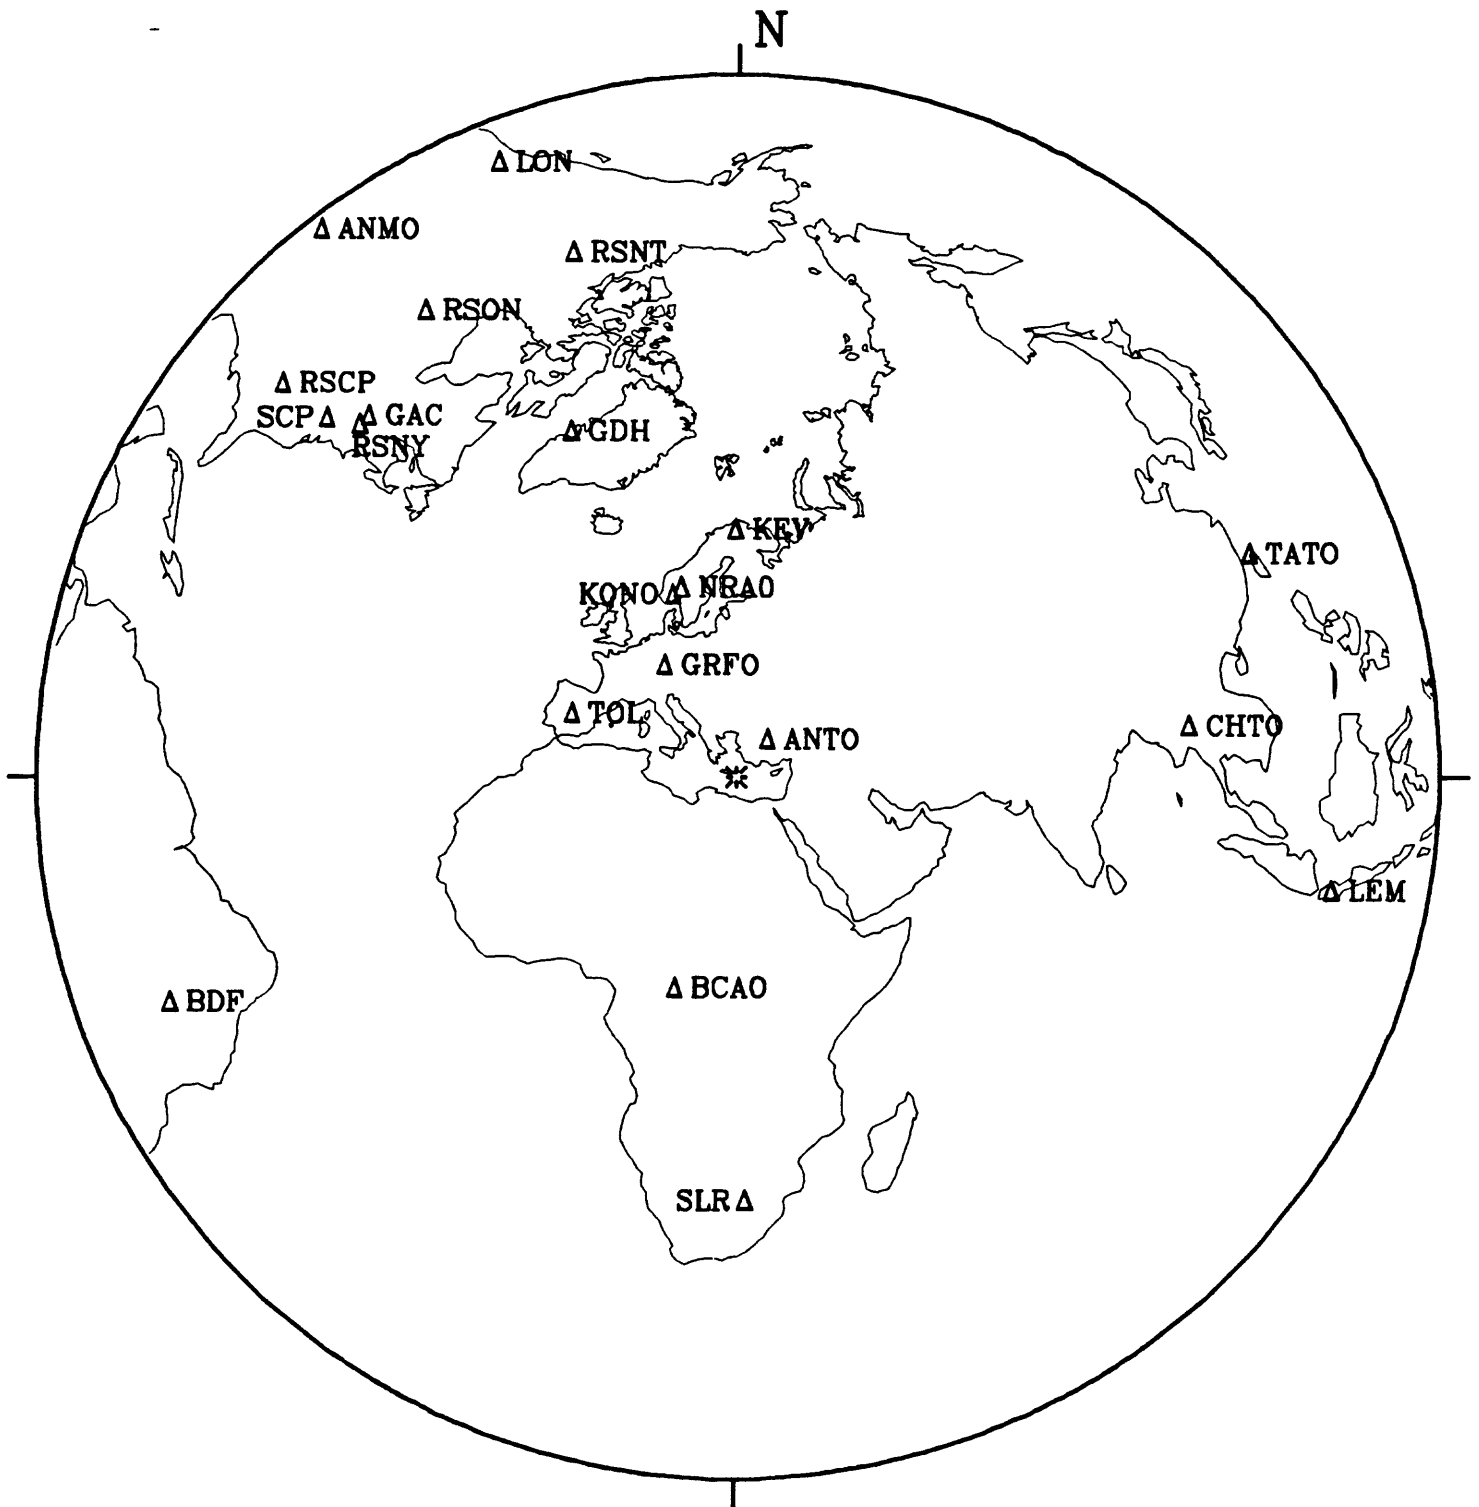 N
LON
ANMO
RSNT
RSON
RSCP
SCP
GAC
RSNY
GDH
KEV
TATO
KONO
NRAO
GRFO
TOL
CHTO
ANTO
LEM
BCAO
BDF
SLR